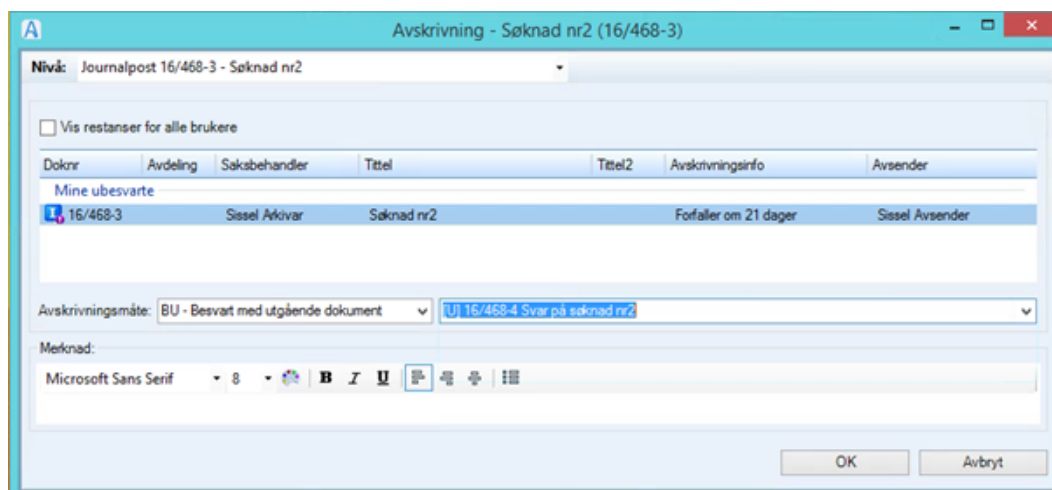 Avskrivning - Søknad nr2 (16/468-3)
Nivå: Journalpost 16/468-3 - Søknad nr2
Vis restanser for alle brukere
Doknr Avdeling Saksbehandler Tittel Tittel2 Avskrivningsinfo Avsender
Mine ubesvarte
16/468-3 Sissel Arkivar Søknad nr2 Forfaller om 21 dager Sissel Avsender
Avskrivningsmåte: BU - Besvart med utgående dokument [U] 16/468-4 Svar på søknad nr2
Merknad:
Microsoft Sans Serif 8 B I U
OK Avbryt